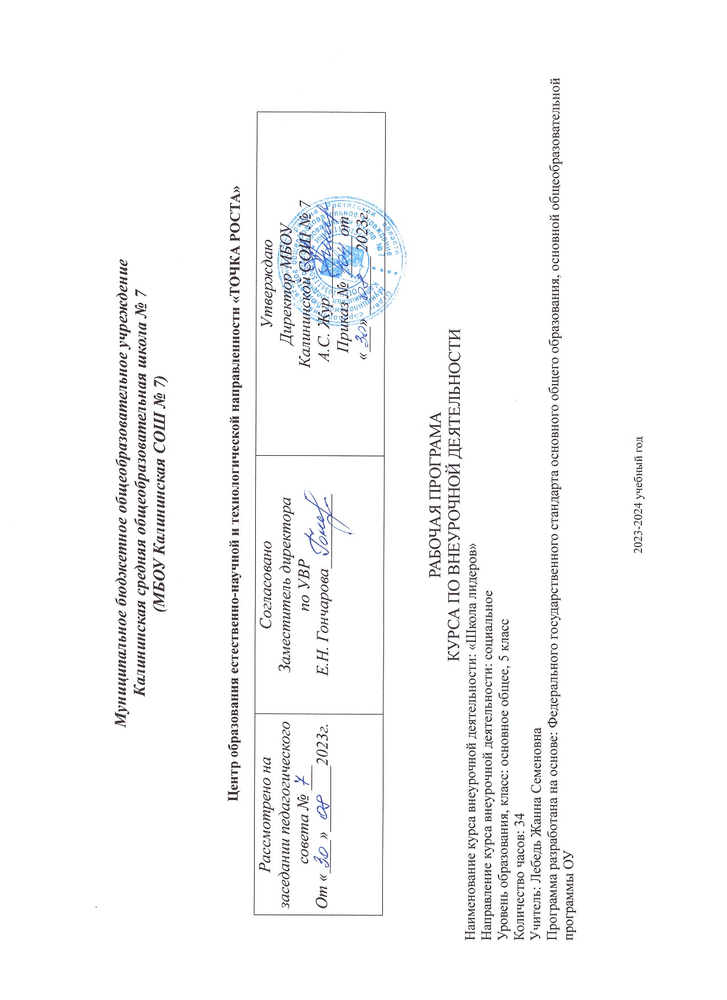 Муниципальное бюджетное общеобразовательное учреждение
Калининская средняя общеобразовательная школа № 7
(МБОУ Калининская СОШ № 7)
Центр образования естественно-научной и технологической направленности «ТОЧКА РОСТА»
Рассмотрено на
заседании педагогического
совета № 7
От « 30 » 08 2023г.
Согласовано
Заместитель директора
по УВР
Е.Н. Гончарова
Утверждаю
Директор МБОУ
Калининской СОШ № 7
А.С. Жур
Приказ № от
« 30 » 08 2023г.
РАБОЧАЯ ПРОГРАМА
КУРСА ПО ВНЕУРОЧНОЙ ДЕЯТЕЛЬНОСТИ
Наименование курса внеурочной деятельности: «Школа лидеров»
Направление курса внеурочной деятельности: социальное
Уровень образования, класс: основное общее, 5 класс
Количество часов: 34
Учитель: Лебедь Жанна Семеновна
Программа разработана на основе: Федерального государственного стандарта основного общего образования, основной общеобразовательной
программы ОУ
2023-2024 учебный год